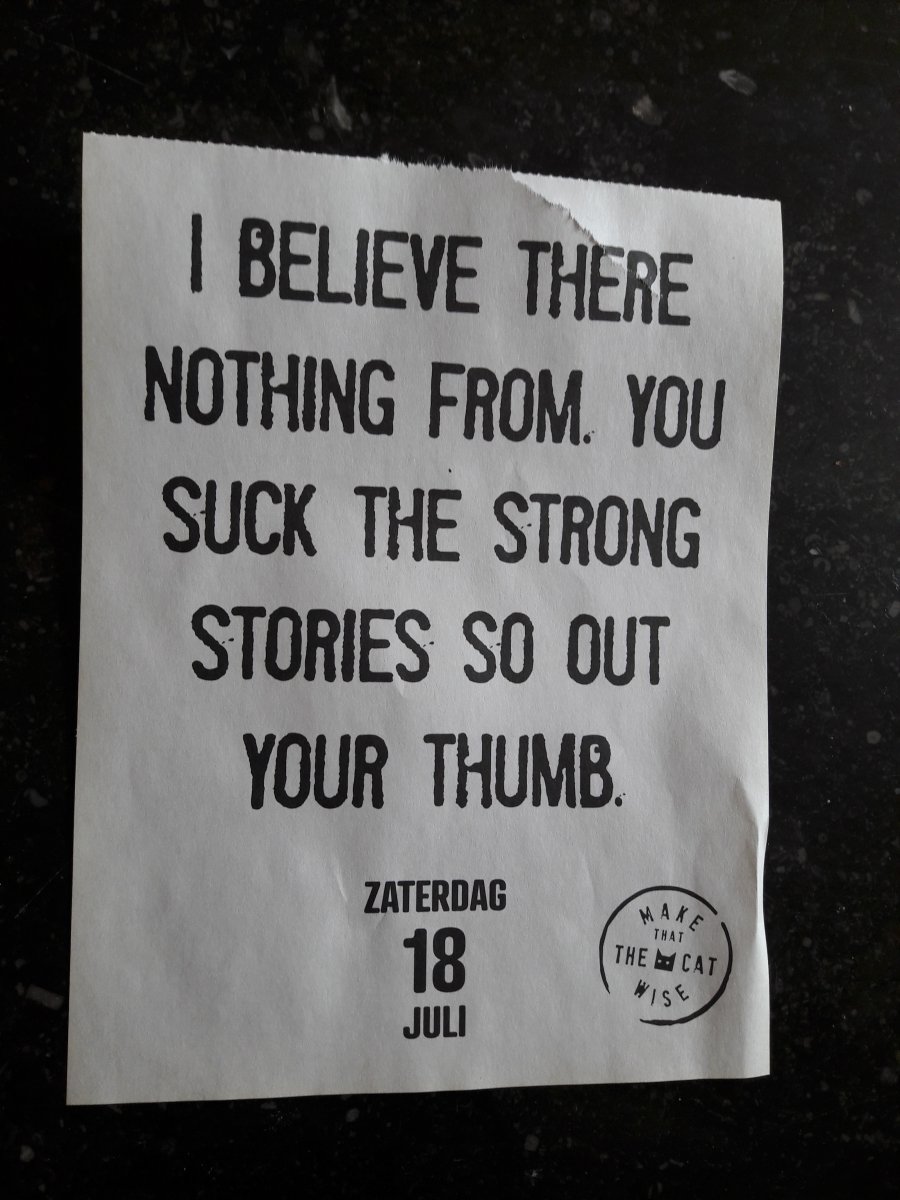 I BELIEVE THERE
NOTHING FROM. YOU
SUCK THE STRONG
STORIES SO OUT
YOUR THUMB.
ZATERDAG
18
JULI
MAKE
THAT
THE CAT
WISE